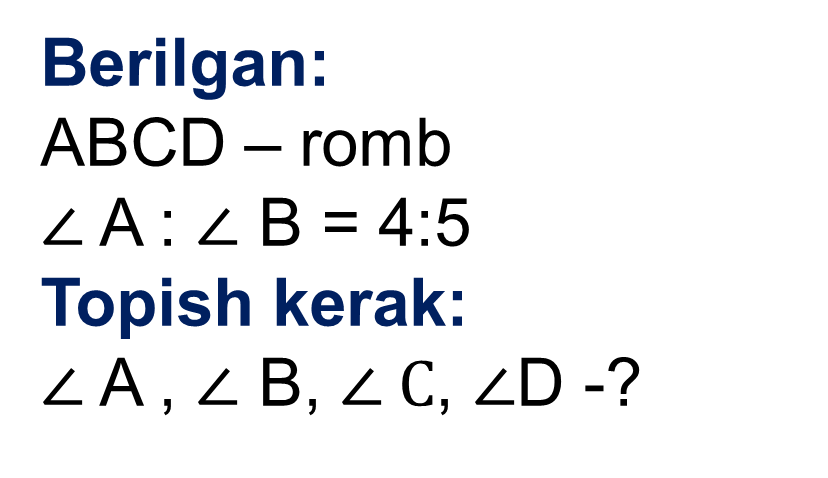 Berilgan:
ABCD – romb
∠ A : ∠ B = 4:5
Topish kerak:
∠ A , ∠ B, ∠ C, ∠D -?